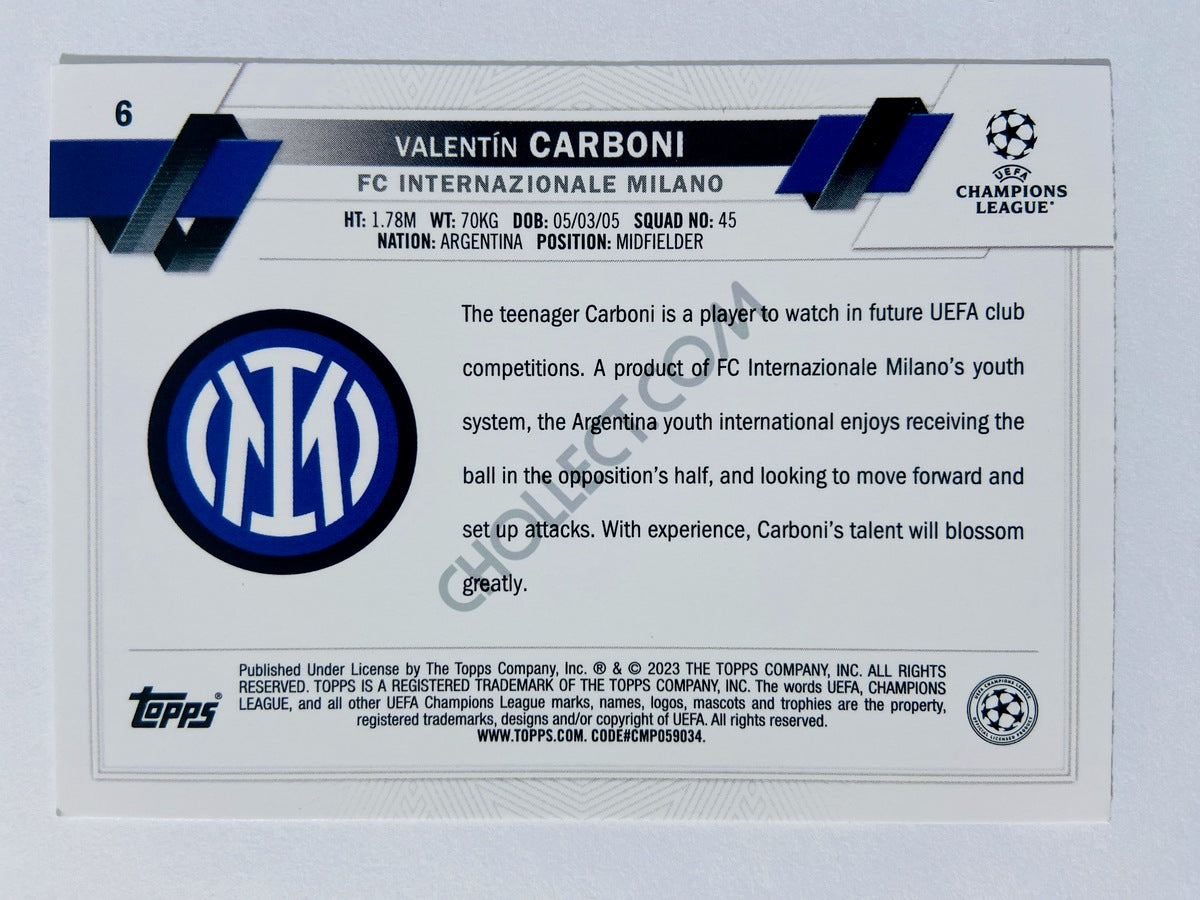 6
VALENTÍN CARBONI
FC INTERNAZIONALE MILANO
HT: 1.78M WT: 70KG DOB: 05/03/05 SQUAD NO: 45
NATION: ARGENTINA POSITION: MIDFIELDER
UEFA
CHAMPIONS
LEAGUE®
The teenager Carboni is a player to watch in future UEFA club
competitions. A product of FC Internazionale Milano's youth
system, the Argentina youth international enjoys receiving the
ball in the opposition's half, and looking to move forward and
set up attacks. With experience, Carboni's talent will blossom
greatly.
CHOLLECT.COM
Published Under License by The Topps Company, Inc. ® & © 2023 THE TOPPS COMPANY, INC. ALL RIGHTS
RESERVED. TOPPS IS A REGISTERED TRADEMARK OF THE TOPPS COMPANY, INC. The words UEFA, CHAMPIONS
LEAGUE, and all other UEFA Champions League marks, names, logos, mascots and trophies are the property,
registered trademarks, designs and/or copyright of UEFA. All rights reserved.
WWW.TOPPS.COM. CODE#CMP059034.
Topps®
UEFA CHAMPIONS LEAGUE
OFFICIAL LICENSED PRODUCT